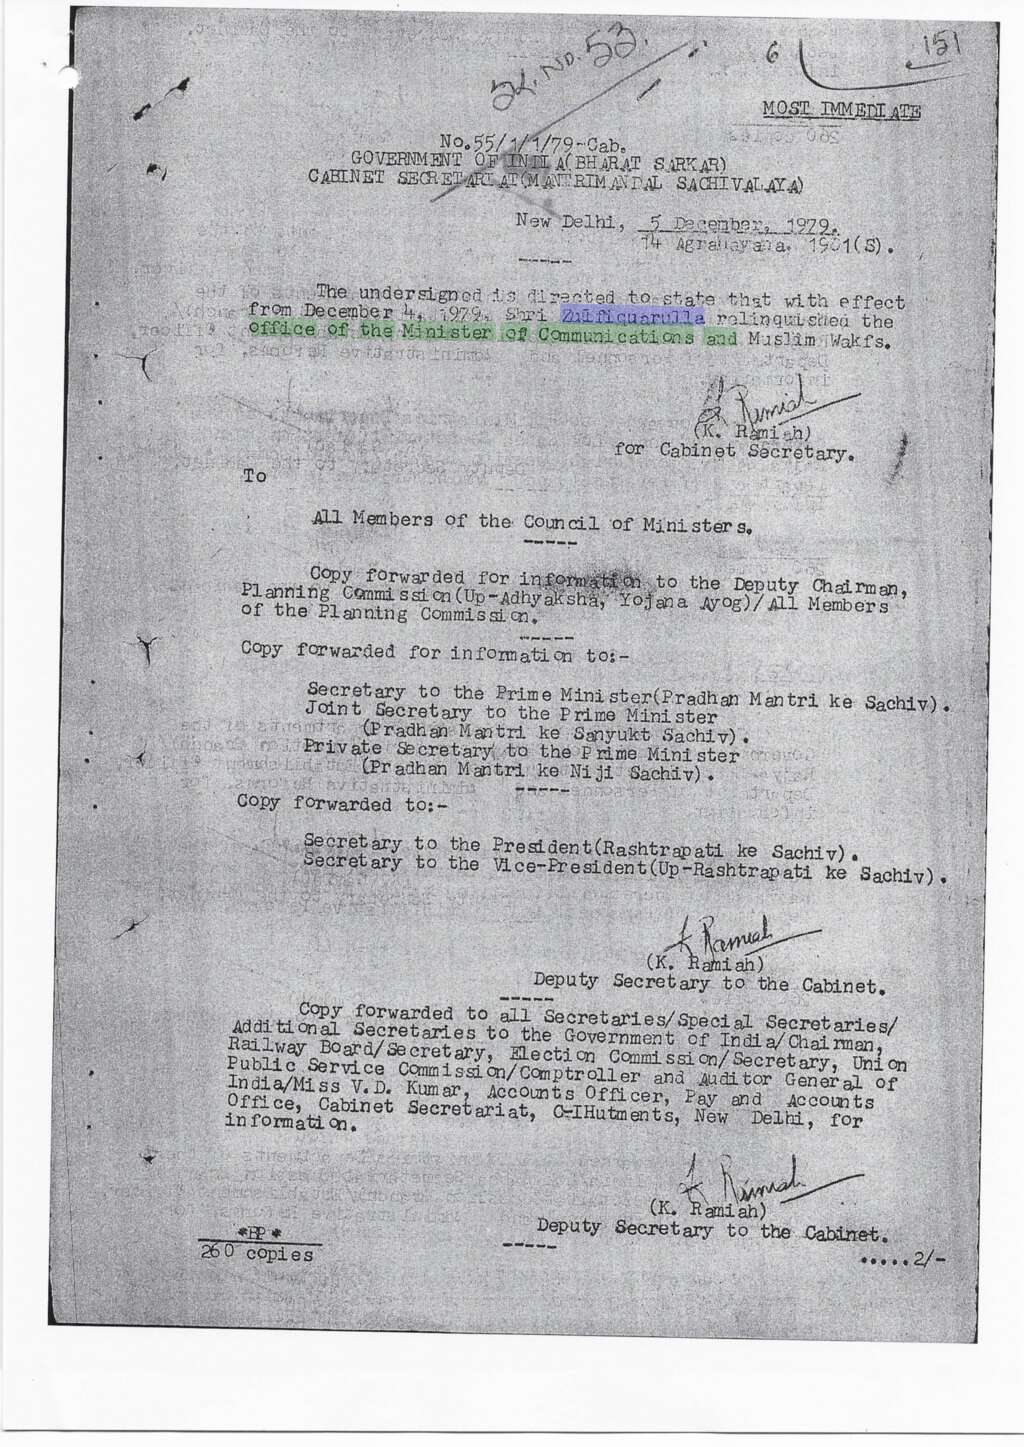 Sl. No. 53.
6
151
MOST IMMEDIATE
No.55/1/1/79-Cab.
GOVERNMENT OF INDIA(BHARAT SARKAR)
CABINET SECRETARIAT(MANTRIMANDAL SACHIVALAYA)
New Delhi, 5 December, 1979.
14 Agrahayana, 1901(S).
The undersigned is directed to state that with effect
from December 4, 1979, Shri Zulfiquarulla relinquished the
office of the Minister of Communications and Muslim Wakfs.
K Ramiah
(K. Ramiah)
for Cabinet Secretary.
To
All Members of the Council of Ministers.
Copy forwarded for information to the Deputy Chairman,
Planning Commission(Up-Adhyaksha, Yojana Ayog)/All Members
of the Planning Commission.
Copy forwarded for information to:-
Secretary to the Prime Minister(Pradhan Mantri ke Sachiv).
Joint Secretary to the Prime Minister
(Pradhan Mantri ke Sanyukt Sachiv).
Private Secretary to the Prime Minister
(Pradhan Mantri ke Niji Sachiv).
Copy forwarded to:-
Secretary to the President(Rashtrapati ke Sachiv).
Secretary to the Vice-President(Up-Rashtrapati ke Sachiv).
K Ramiah
(K. Ramiah)
Deputy Secretary to the Cabinet.
Copy forwarded to all Secretaries/Special Secretaries/
Additional Secretaries to the Government of India/Chairman,
Railway Board/Secretary, Election Commission/Secretary, Union
Public Service Commission/Comptroller and Auditor General of
India/Miss V.D. Kumar, Accounts Officer, Pay and Accounts
Office, Cabinet Secretariat, C-IHutments, New Delhi, for
information.
K Ramiah
(K. Ramiah)
Deputy Secretary to the Cabinet.
*BP*
260 copies
.....2/-